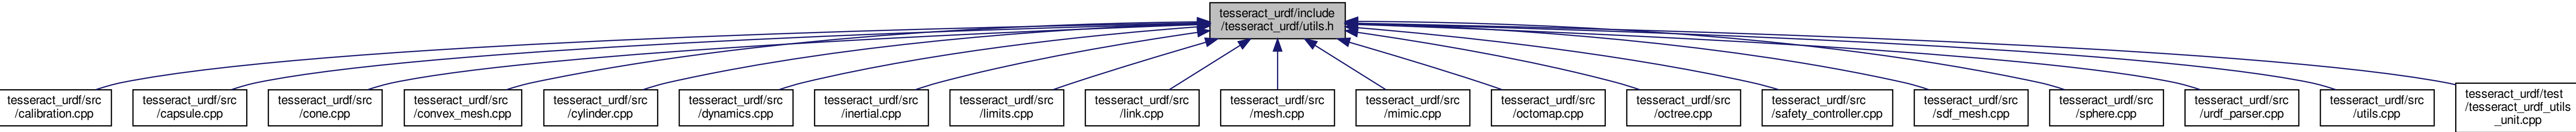 tesseract_urdf/include
/tesseract_urdf/utils.h
tesseract_urdf/src
/calibration.cpp
tesseract_urdf/src
/capsule.cpp
tesseract_urdf/src
/cone.cpp
tesseract_urdf/src
/convex_mesh.cpp
tesseract_urdf/src
/cylinder.cpp
tesseract_urdf/src
/dynamics.cpp
tesseract_urdf/src
/inertial.cpp
tesseract_urdf/src
/limits.cpp
tesseract_urdf/src
/link.cpp
tesseract_urdf/src
/mesh.cpp
tesseract_urdf/src
/mimic.cpp
tesseract_urdf/src
/octomap.cpp
tesseract_urdf/src
/octree.cpp
tesseract_urdf/src
/safety_controller.cpp
tesseract_urdf/src
/sdf_mesh.cpp
tesseract_urdf/src
/sphere.cpp
tesseract_urdf/src
/urdf_parser.cpp
tesseract_urdf/src
/utils.cpp
tesseract_urdf/test
/tesseract_urdf_utils
_unit.cpp